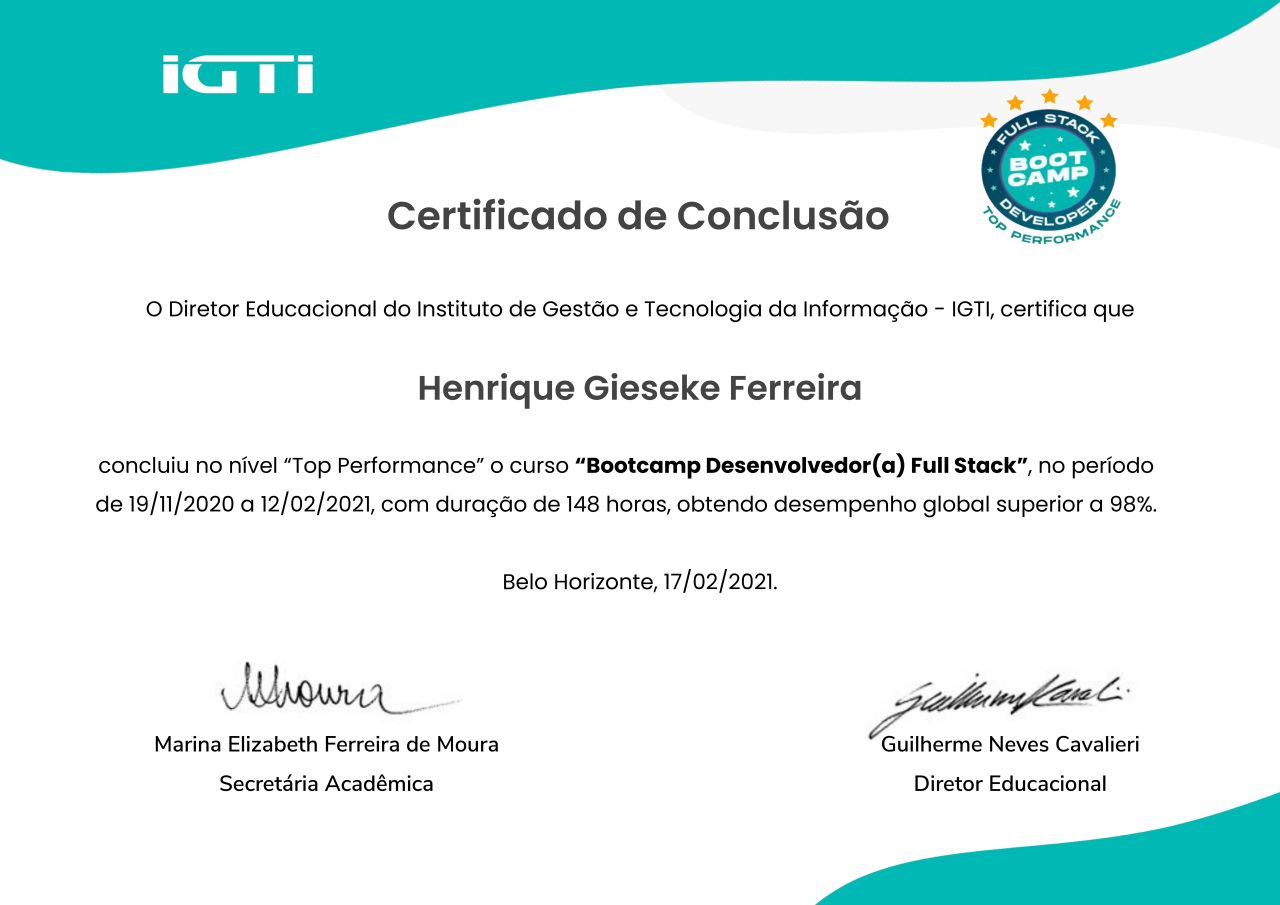 iGTi
FULL STACK
BOOT
CAMP
DEVELOPER
TOP PERFORMANCE
Certificado de Conclusão
O Diretor Educacional do Instituto de Gestão e Tecnologia da Informação - IGTI, certifica que
Henrique Gieseke Ferreira
concluiu no nível “Top Performance” o curso “Bootcamp Desenvolvedor(a) Full Stack”, no período
de 19/11/2020 a 12/02/2021, com duração de 148 horas, obtendo desempenho global superior a 98%.
Belo Horizonte, 17/02/2021.
Marina Elizabeth Ferreira de Moura
Secretária Acadêmica
Guilherme Neves Cavalieri
Diretor Educacional